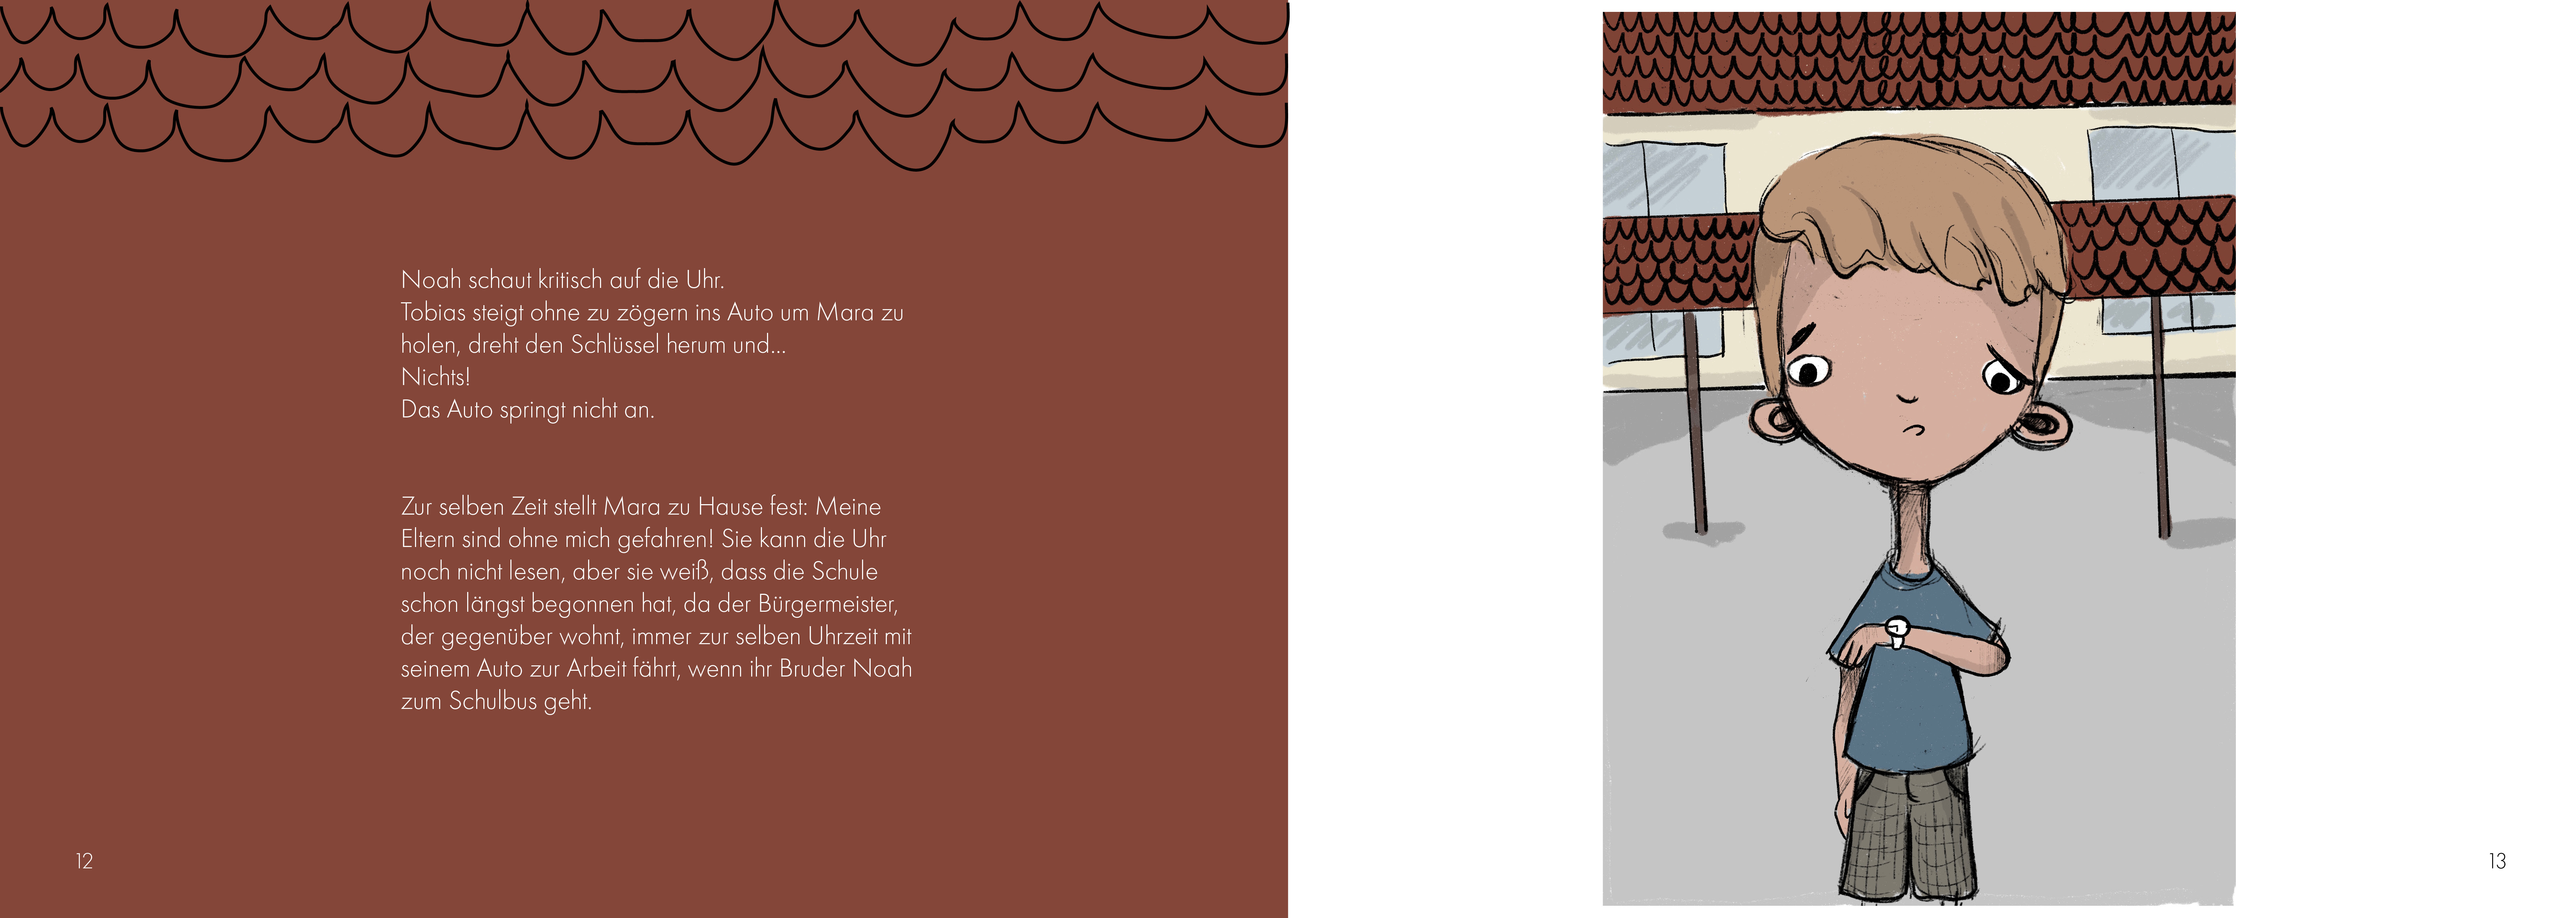 Noah schaut kritisch auf die Uhr.
Tobias steigt ohne zu zögern ins Auto um Mara zu
holen, dreht den Schlüssel herum und...
Nichts!
Das Auto springt nicht an.
Zur selben Zeit stellt Mara zu Hause fest: Meine
Eltern sind ohne mich gefahren! Sie kann die Uhr
noch nicht lesen, aber sie weiß, dass die Schule
schon längst begonnen hat, da der Bürgermeister,
der gegenüber wohnt, immer zur selben Uhrzeit mit
seinem Auto zur Arbeit fährt, wenn ihr Bruder Noah
zum Schulbus geht.
12
13